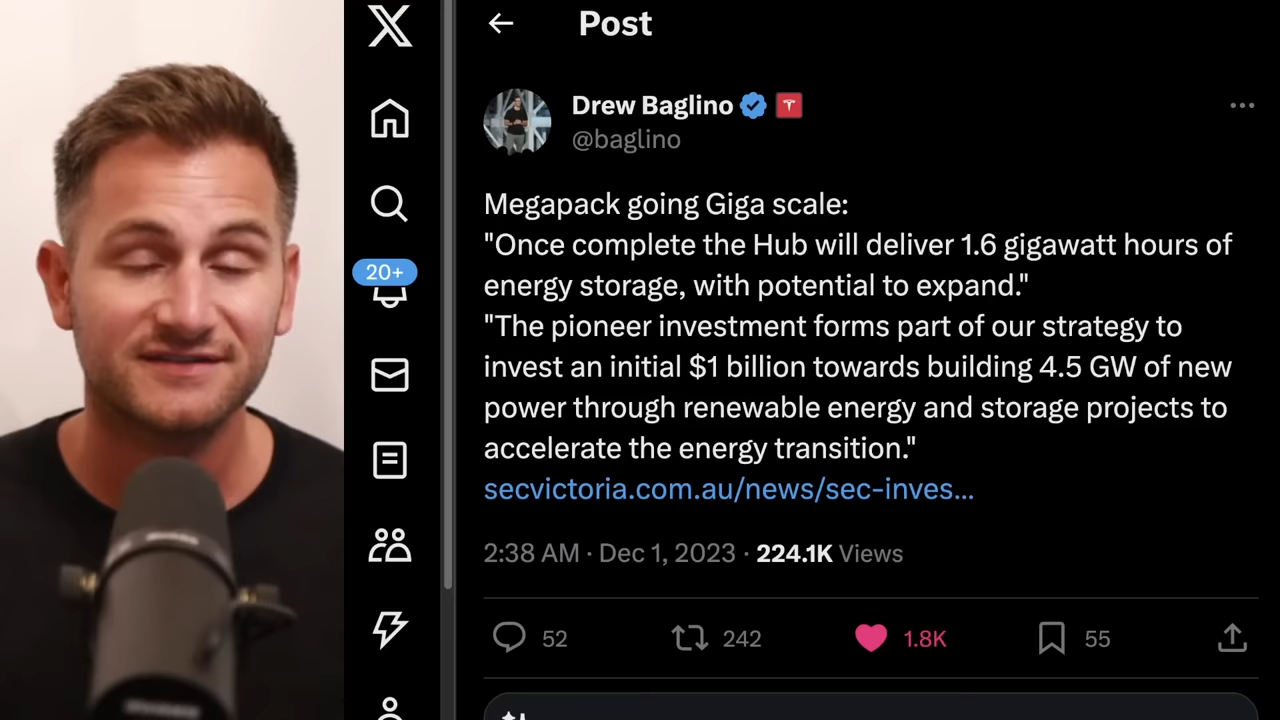 Post
Drew Baglino
@baglino
20+
Megapack going Giga scale:
"Once complete the Hub will deliver 1.6 gigawatt hours of
energy storage, with potential to expand."
"The pioneer investment forms part of our strategy to
invest an initial $1 billion towards building 4.5 GW of new
power through renewable energy and storage projects to
accelerate the energy transition."
secvictoria.com.au/news/sec-inves...
2:38 AM · Dec 1, 2023 · 224.1K Views
52 242 1.8K 55